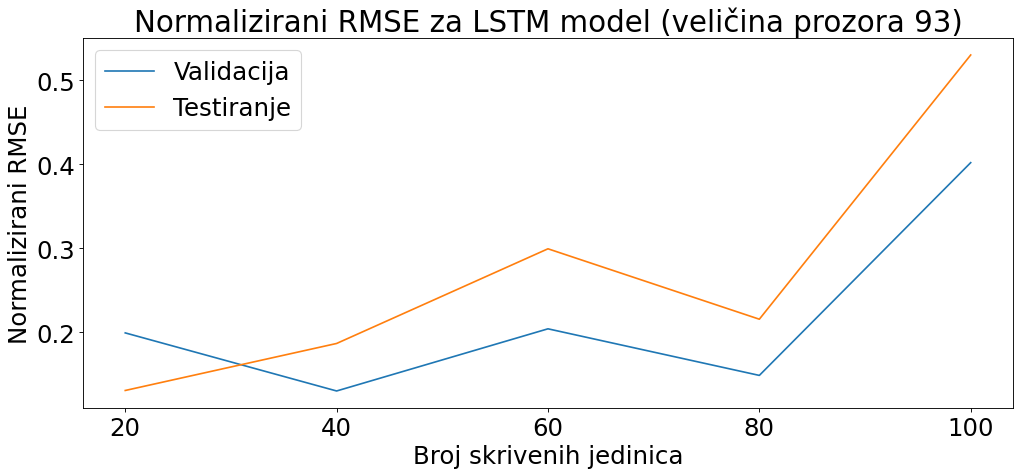 Normalizirani RMSE za LSTM model (veličina prozora 93)
Validacija
Testiranje
Normalizirani RMSE
0.5
0.4
0.3
0.2
20 40 60 80 100
Broj skrivenih jedinica